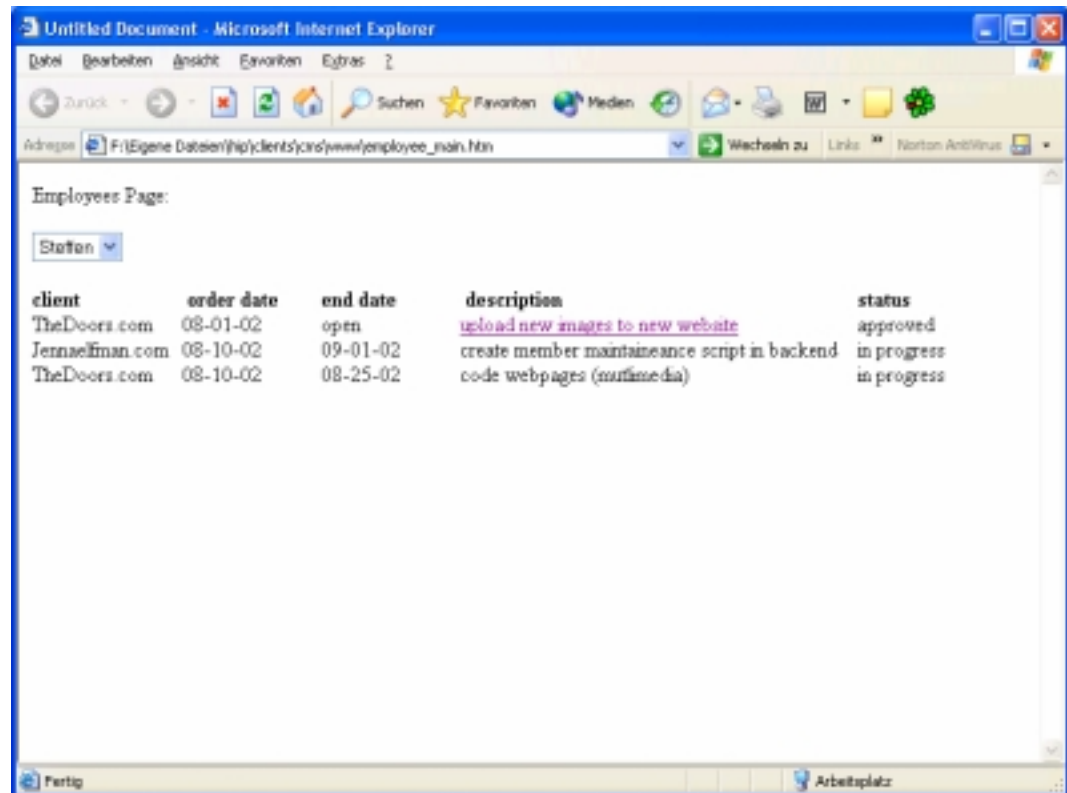 Untitled Document - Microsoft Internet Explorer
Datei Bearbeiten Ansicht Favoriten Extras ?
Zurück Suchen Favoriten Medien
Adresse F:\Eigene Dateien\hip\clients\cms\www\employee_main.htm Wechseln zu Links » Norton AntiVirus
Employees Page:
Steffen
client order date end date description status
TheDoors.com 08-01-02 open upload new images to new website approved
Jennaelfman.com 08-10-02 09-01-02 create member maintaineance script in backend in progress
TheDoors.com 08-10-02 08-25-02 code webpages (mutlimedia) in progress
Fertig Arbeitsplatz